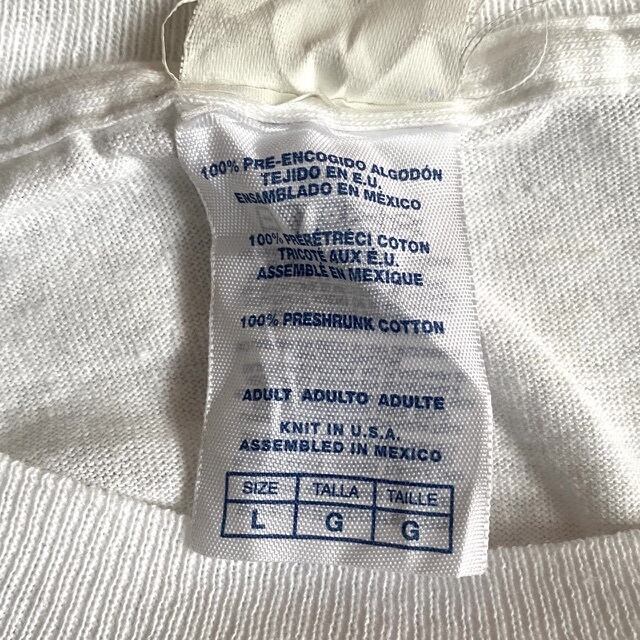 100% PRE-ENCOGIDO ALGODÓN
TEJIDO EN E.U.
ENSAMBLADO EN MÉXICO
100% PRÉRÉTRÉCI COTON
TRICOTÉ AUX É.U.
ASSEMBLÉ EN MEXIQUE
100% PRESHRUNK COTTON
ADULT ADULTO ADULTE
KNIT IN U.S.A.
ASSEMBLED IN MEXICO
SIZE TALLA TAILLE
L G G